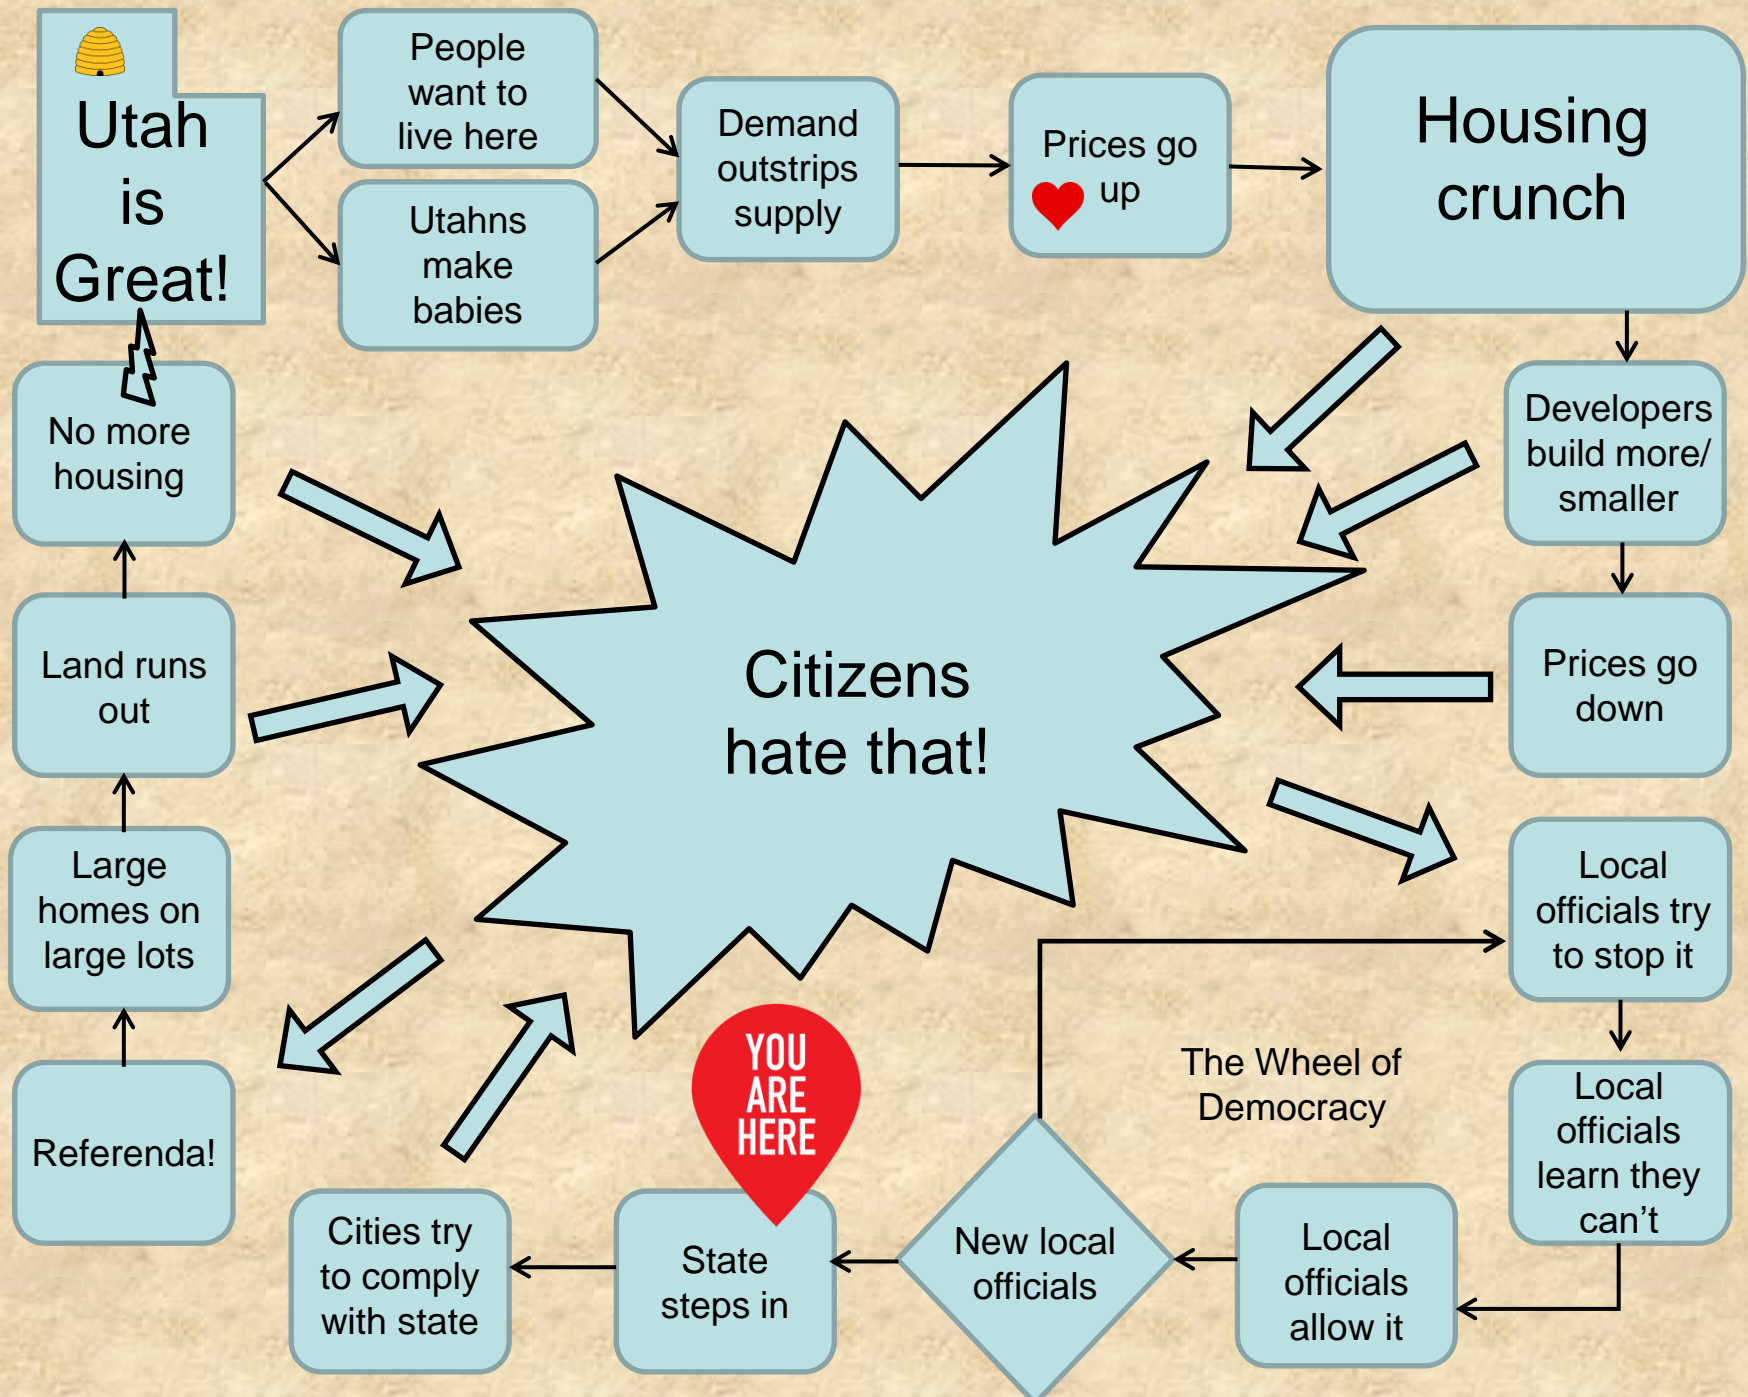 Utah
is
Great!
People
want to
live here
Utahns
make
babies
Demand
outstrips
supply
Prices go
up
Housing
crunch
Developers
build more/
smaller
Prices go
down
Citizens
hate that!
Local
officials try
to stop it
Local
officials
learn they
can’t
Local
officials
allow it
The Wheel of
Democracy
New local
officials
YOU
ARE
HERE
State
steps in
Cities try
to comply
with state
Referenda!
Large
homes on
large lots
Land runs
out
No more
housing